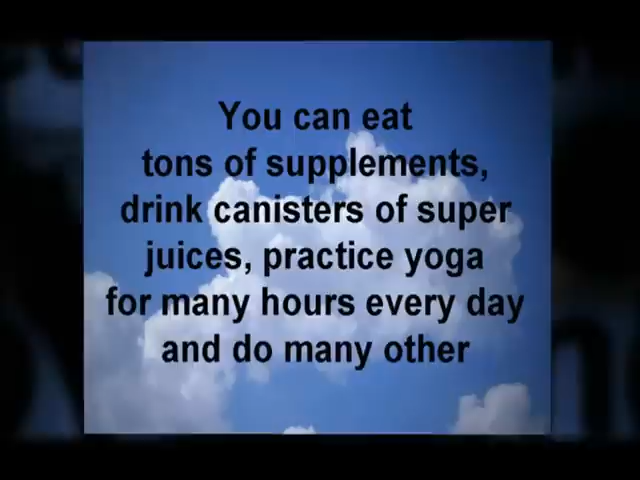 You can eat
tons of supplements,
drink canisters of super
juices, practice yoga
for many hours every day
and do many other